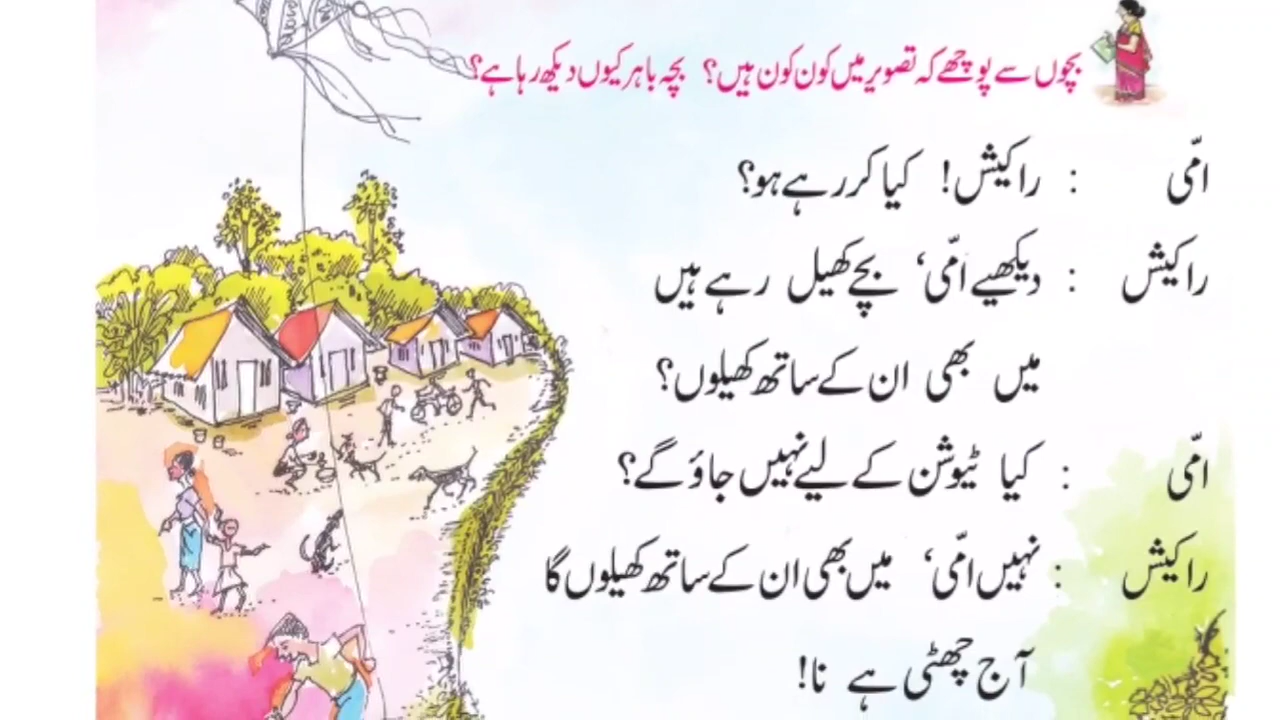 بچوں سے پوچھے کہ تصویر میں کون کون ہیں؟ بچہ باہر کیوں دیکھ رہا ہے؟
امّی : راکیش! کیا کر رہے ہو؟
راکیش : دیکھیے امّی، بچے کھیل رہے ہیں
میں بھی ان کے ساتھ کھیلوں؟
امّی : کیا ٹیوشن کے لیے نہیں جاؤ گے؟
راکیش : نہیں امّی، میں بھی ان کے ساتھ کھیلوں گا
آج چھٹی ہے نا!